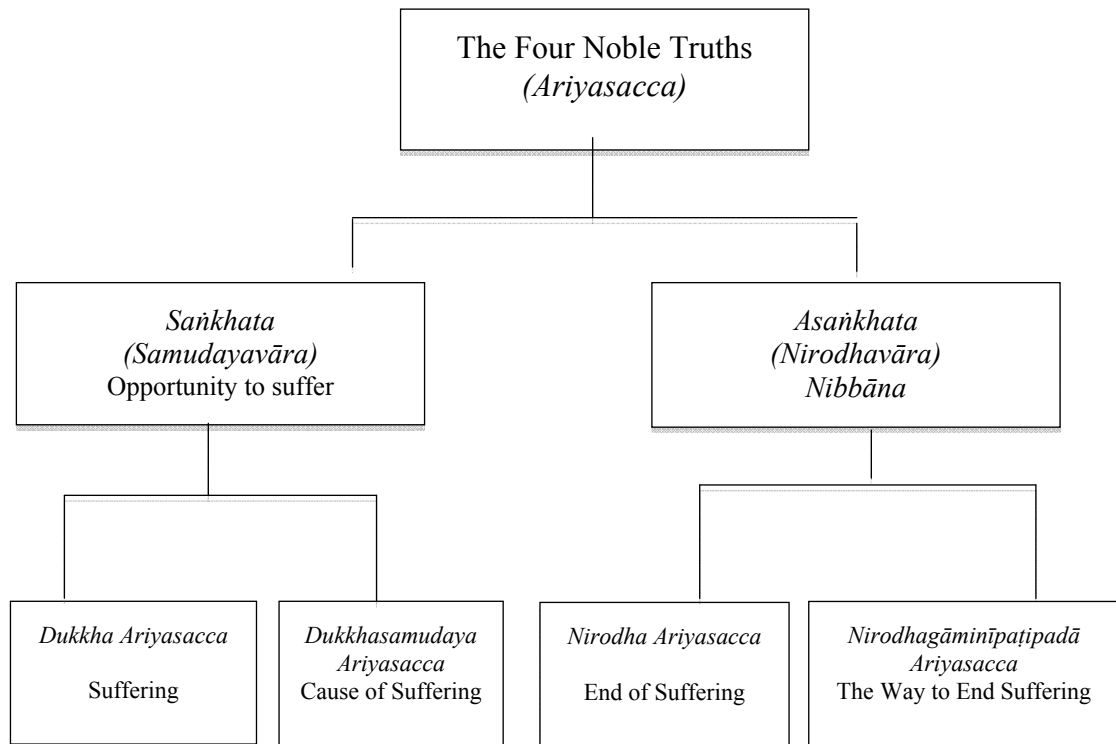 The Four Noble Truths
(Ariyasacca)
Saṅkhata
(Samudayavāra)
Opportunity to suffer
Asaṅkhata
(Nirodhavāra)
Nibbāna
Dukkha Ariyasacca
Suffering
Dukkhasamudaya
Ariyasacca
Cause of Suffering
Nirodha Ariyasacca
End of Suffering
Nirodhagāminīpaṭipadā
Ariyasacca
The Way to End Suffering